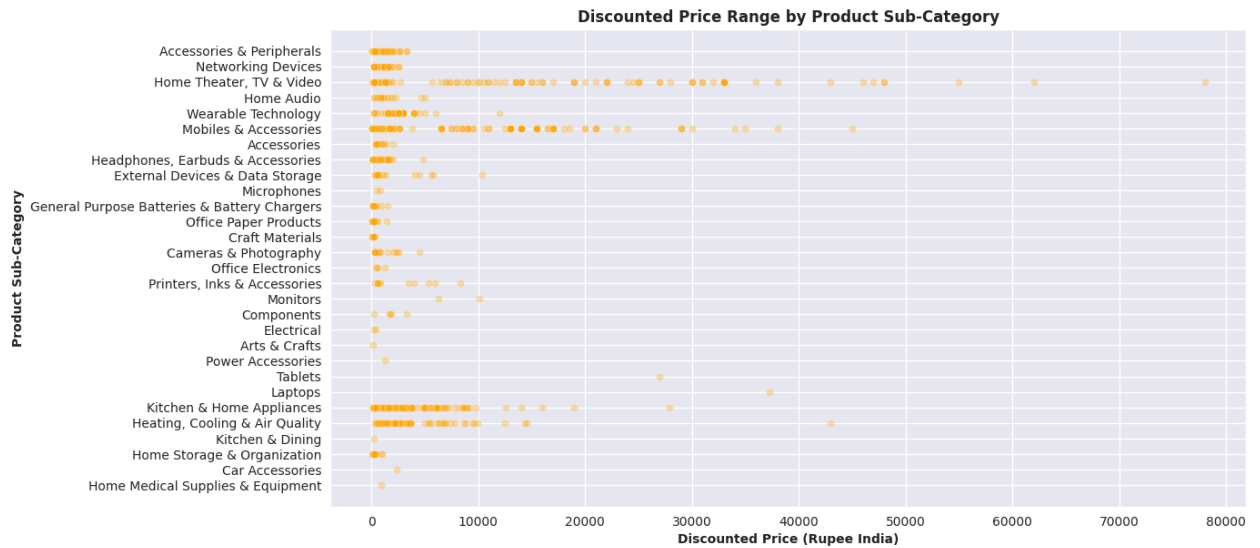 Discounted Price Range by Product Sub-Category
Product Sub-Category
Accessories & Peripherals
Networking Devices
Home Theater, TV & Video
Home Audio
Wearable Technology
Mobiles & Accessories
Accessories
Headphones, Earbuds & Accessories
External Devices & Data Storage
Microphones
General Purpose Batteries & Battery Chargers
Office Paper Products
Craft Materials
Cameras & Photography
Office Electronics
Printers, Inks & Accessories
Monitors
Components
Electrical
Arts & Crafts
Power Accessories
Tablets
Laptops
Kitchen & Home Appliances
Heating, Cooling & Air Quality
Kitchen & Dining
Home Storage & Organization
Car Accessories
Home Medical Supplies & Equipment
0 10000 20000 30000 40000 50000 60000 70000 80000
Discounted Price (Rupee India)